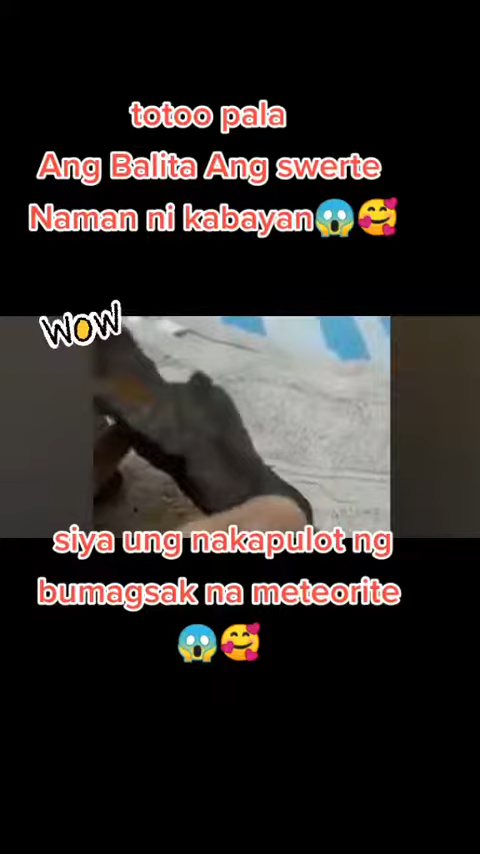 totoo pala
Ang Balita Ang swerte
Naman ni kabayan😱🥰
WOW
siya ung nakapulot ng
bumagsak na meteorite
😱🥰